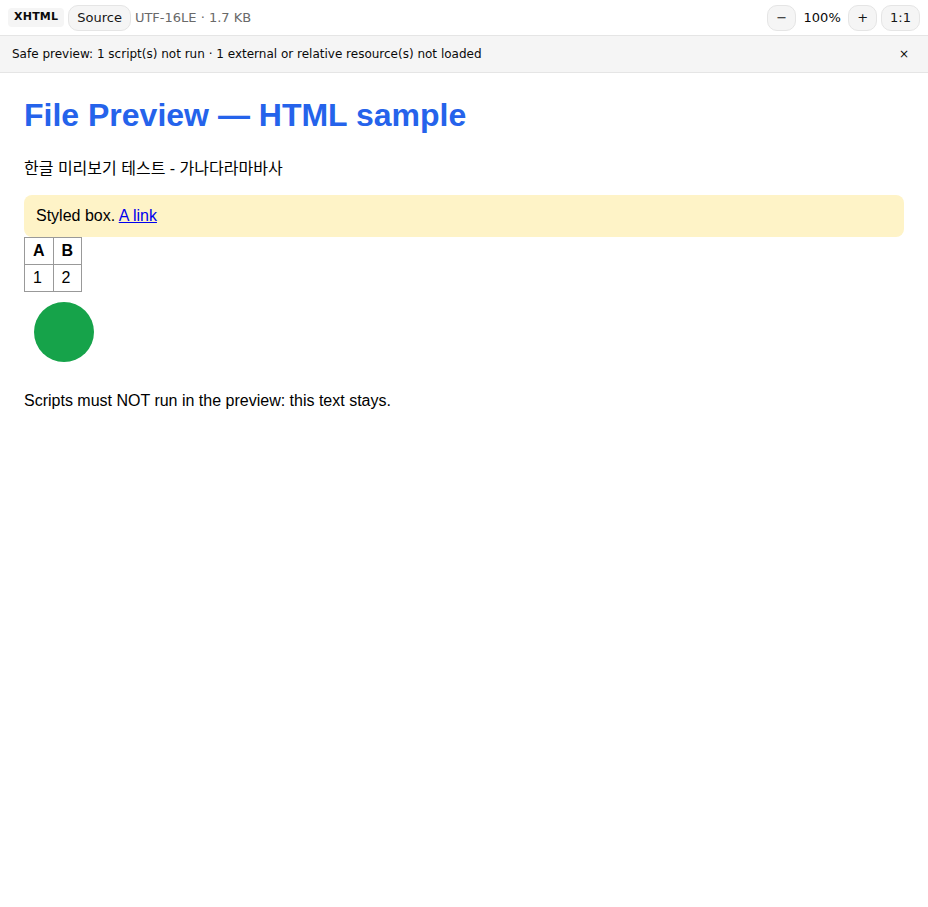 XHTML Source UTF-16LE · 1.7 KB − 100% + 1:1
Safe preview: 1 script(s) not run · 1 external or relative resource(s) not loaded ×
File Preview — HTML sample
한글 미리보기 테스트 - 가나다라마바사
Styled box. A link
A B
1 2
Scripts must NOT run in the preview: this text stays.